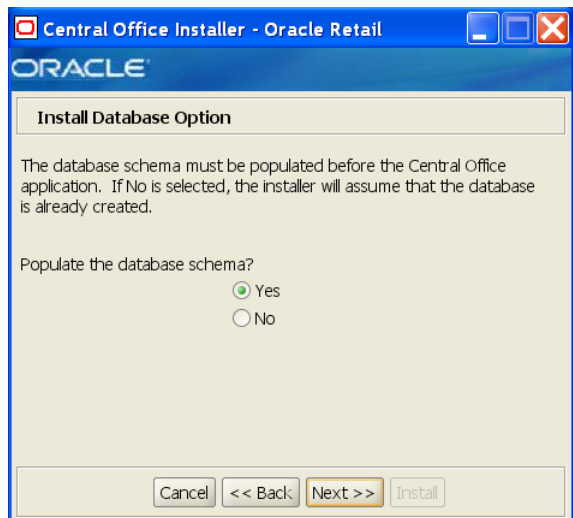 Central Office Installer - Oracle Retail
ORACLE
Install Database Option
The database schema must be populated before the Central Office
application. If No is selected, the installer will assume that the database
is already created.
Populate the database schema?
Yes
No
Cancel << Back Next >> Install